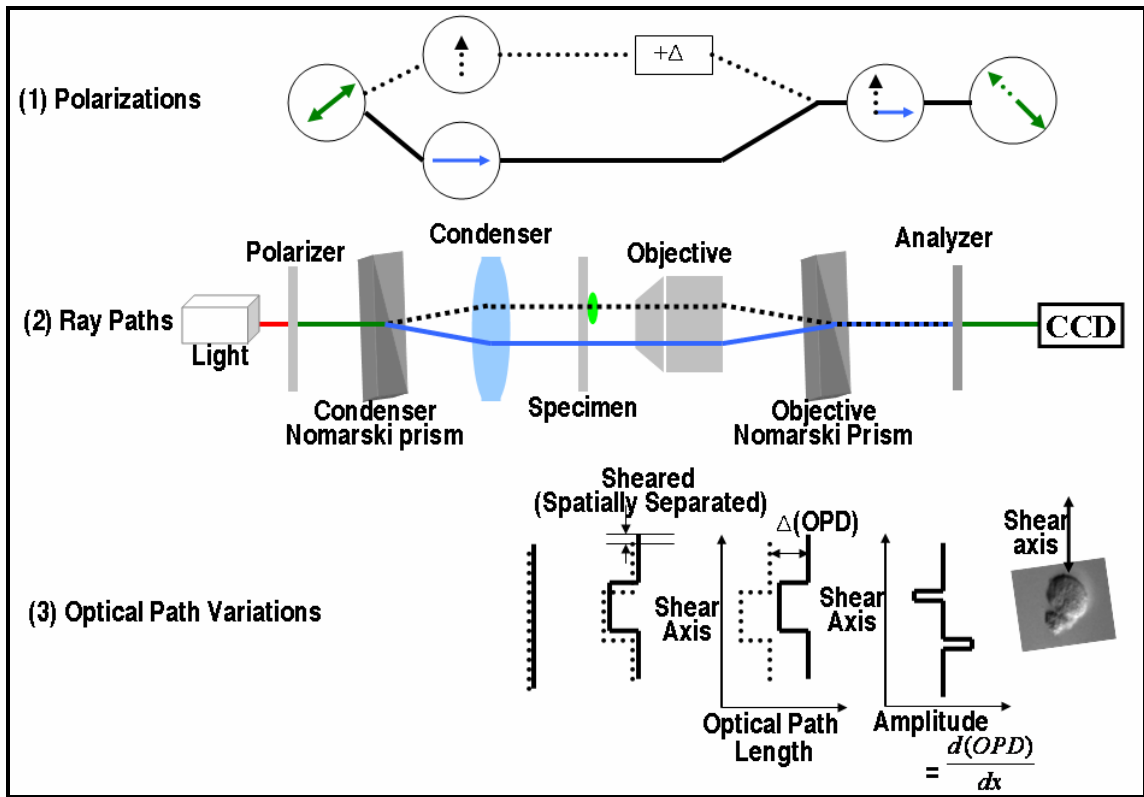 +Δ
(1) Polarizations
Polarizer
Condenser
Objective
Analyzer
(2) Ray Paths
Light
CCD
Condenser
Nomarski prism
Specimen
Objective
Nomarski Prism
Sheared
(Spatially Separated)
Δ(OPD)
Shear
axis
(3) Optical Path Variations
Shear
Axis
Shear
Axis
Optical Path
Length
Amplitude
= d(OPD)
dx